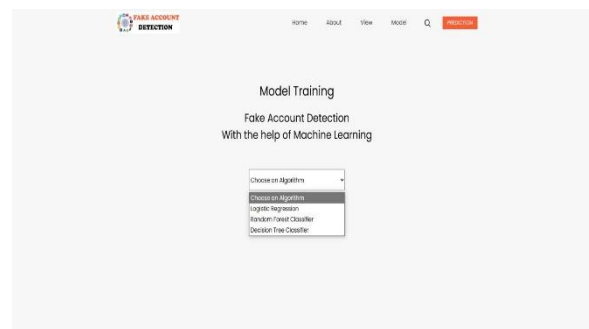 FAKE ACCOUNT
DETECTION
Home About View Model PREDICTION
Model Training
Fake Account Detection
With the help of Machine Learning
Choose an Algorithm
Choose an Algorithm
Logistic Regression
Random Forest Classifier
Decision Tree Classifier